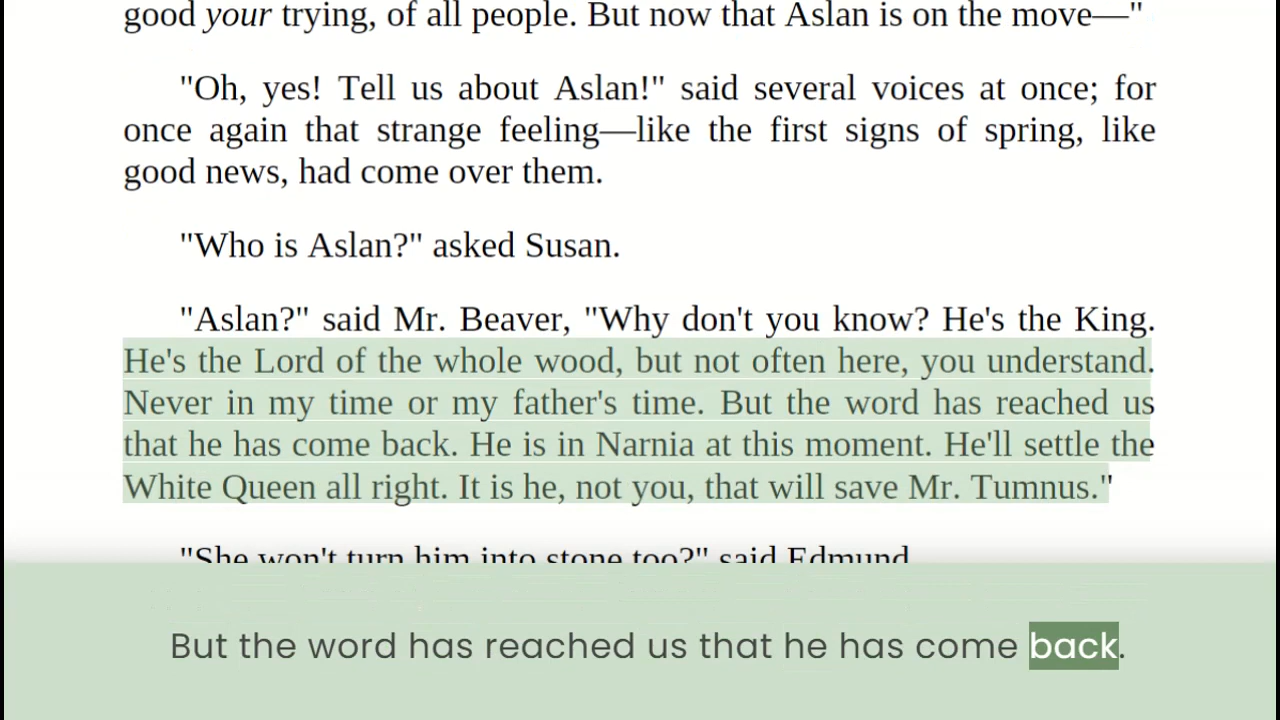 good your trying, of all people. But now that Aslan is on the move—"
"Oh, yes! Tell us about Aslan!" said several voices at once; for
once again that strange feeling—like the first signs of spring, like
good news, had come over them.
"Who is Aslan?" asked Susan.
"Aslan?" said Mr. Beaver, "Why don't you know? He's the King.
He's the Lord of the whole wood, but not often here, you understand.
Never in my time or my father's time. But the word has reached us
that he has come back. He is in Narnia at this moment. He'll settle the
White Queen all right. It is he, not you, that will save Mr. Tumnus."
"She won't turn him into stone too?" said Edmund.
But the word has reached us that he has come back.